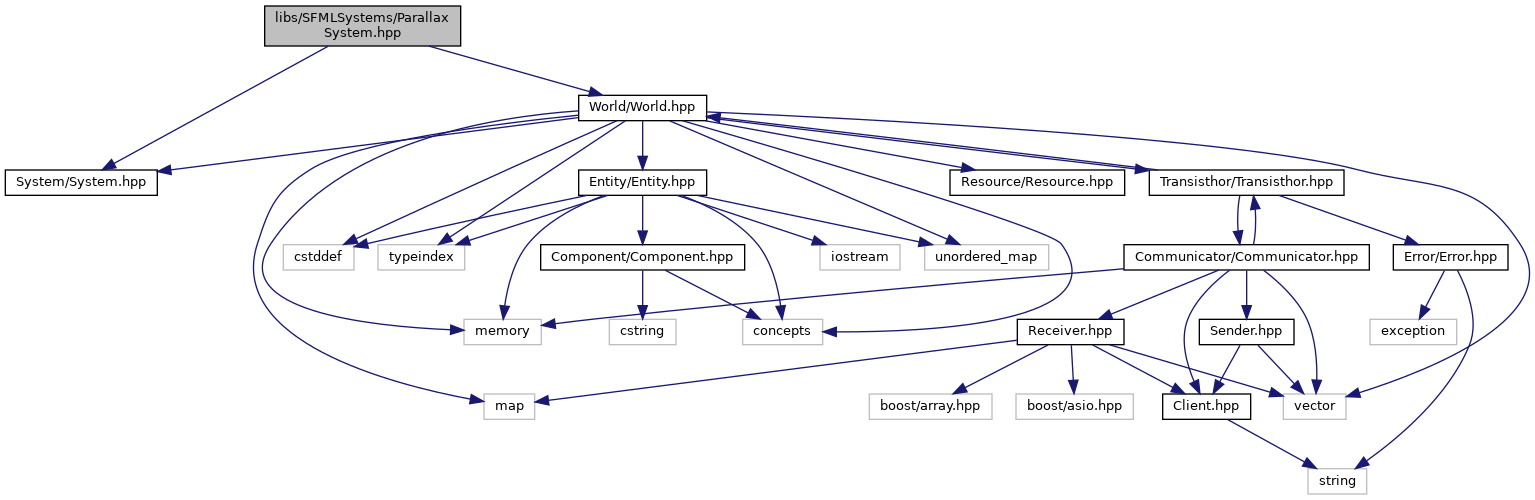 libs/SFMLSystems/Parallax
System.hpp
World/World.hpp
System/System.hpp
Entity/Entity.hpp
Resource/Resource.hpp
Transisthor/Transisthor.hpp
cstddef
typeindex
Component/Component.hpp
iostream
unordered_map
Communicator/Communicator.hpp
Error/Error.hpp
memory
cstring
concepts
Receiver.hpp
Sender.hpp
exception
map
boost/array.hpp
boost/asio.hpp
Client.hpp
vector
string